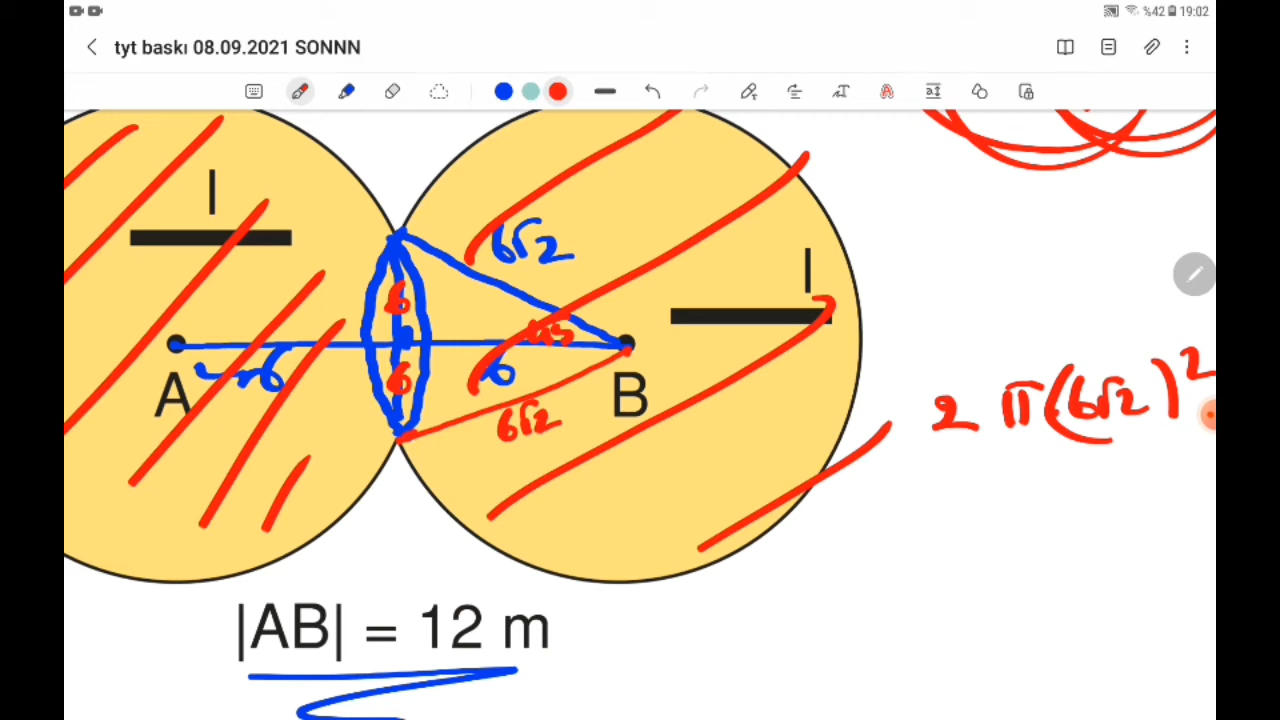 %42 19:02
tyt baskı 08.09.2021 SONNN
I
6√2
I
6
45
6
6
6
A
B
6√2
2 π(6√2)²
|AB| = 12 m